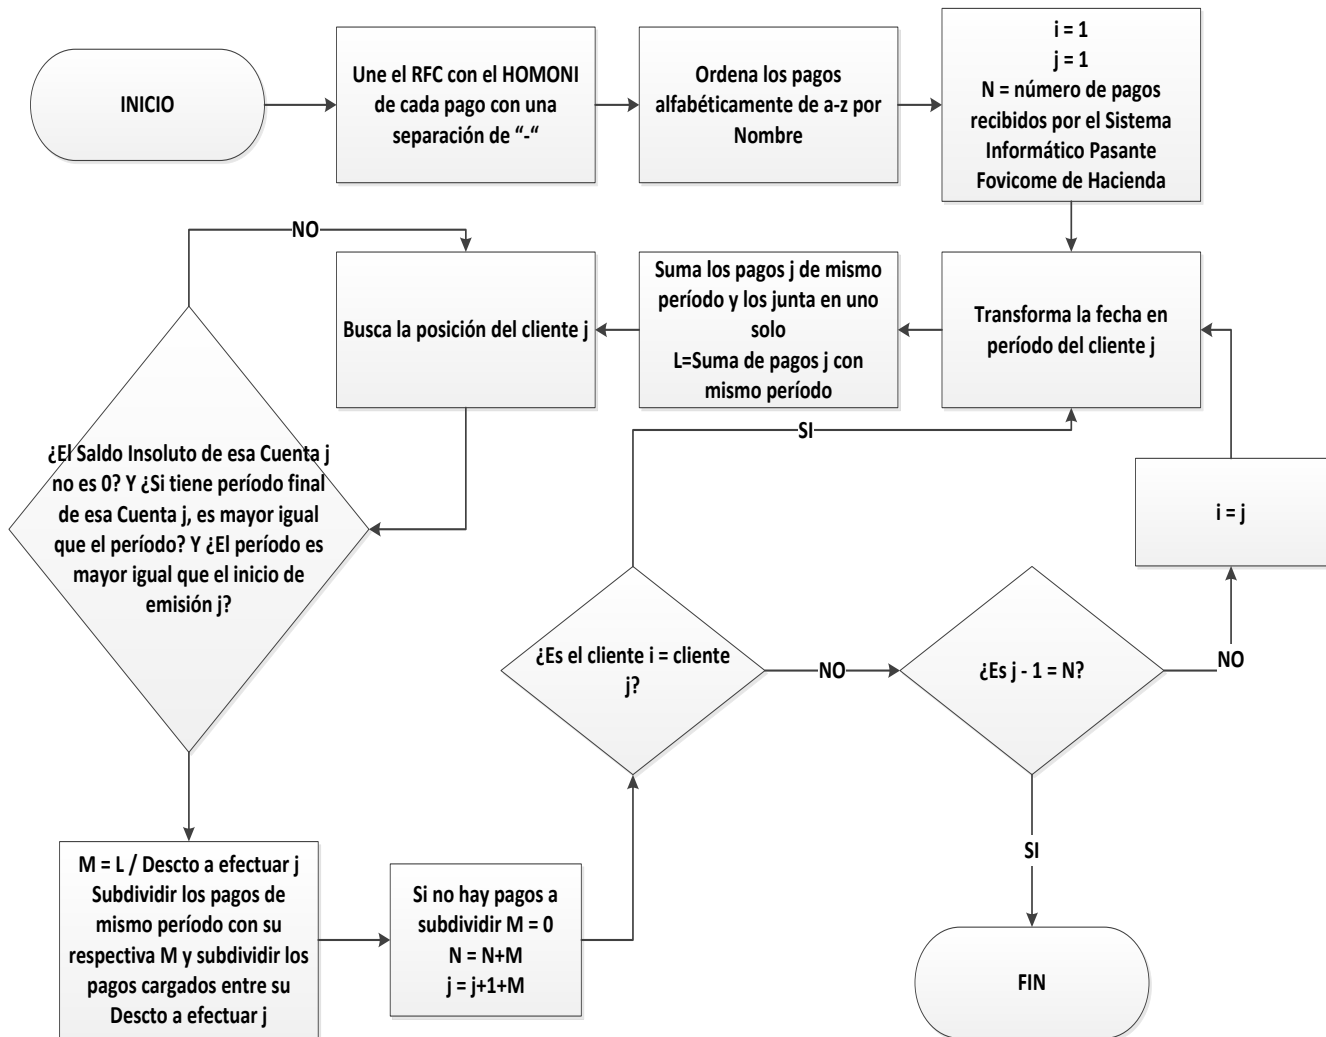 INICIO
Une el RFC con el HOMONI
de cada pago con una
separación de “-“
Ordena los pagos
alfabéticamente de a-z por
Nombre
i = 1
j = 1
N = número de pagos
recibidos por el Sistema
Informático Pasante
Fovicome de Hacienda
NO
Busca la posición del cliente j
Suma los pagos j de mismo
período y los junta en uno
solo
L=Suma de pagos j con
mismo período
Transforma la fecha en
período del cliente j
SI
¿El Saldo Insoluto de esa Cuenta j
no es 0? Y ¿Si tiene período final
de esa Cuenta j, es mayor igual
que el período? Y ¿El período es
mayor igual que el inicio de
emisión j?
i = j
¿Es el cliente i = cliente
j?
NO
¿Es j - 1 = N?
NO
SI
M = L / Descto a efectuar j
Subdividir los pagos de
mismo período con su
respectiva M y subdividir los
pagos cargados entre su
Descto a efectuar j
Si no hay pagos a
subdividir M = 0
N = N+M
j = j+1+M
FIN